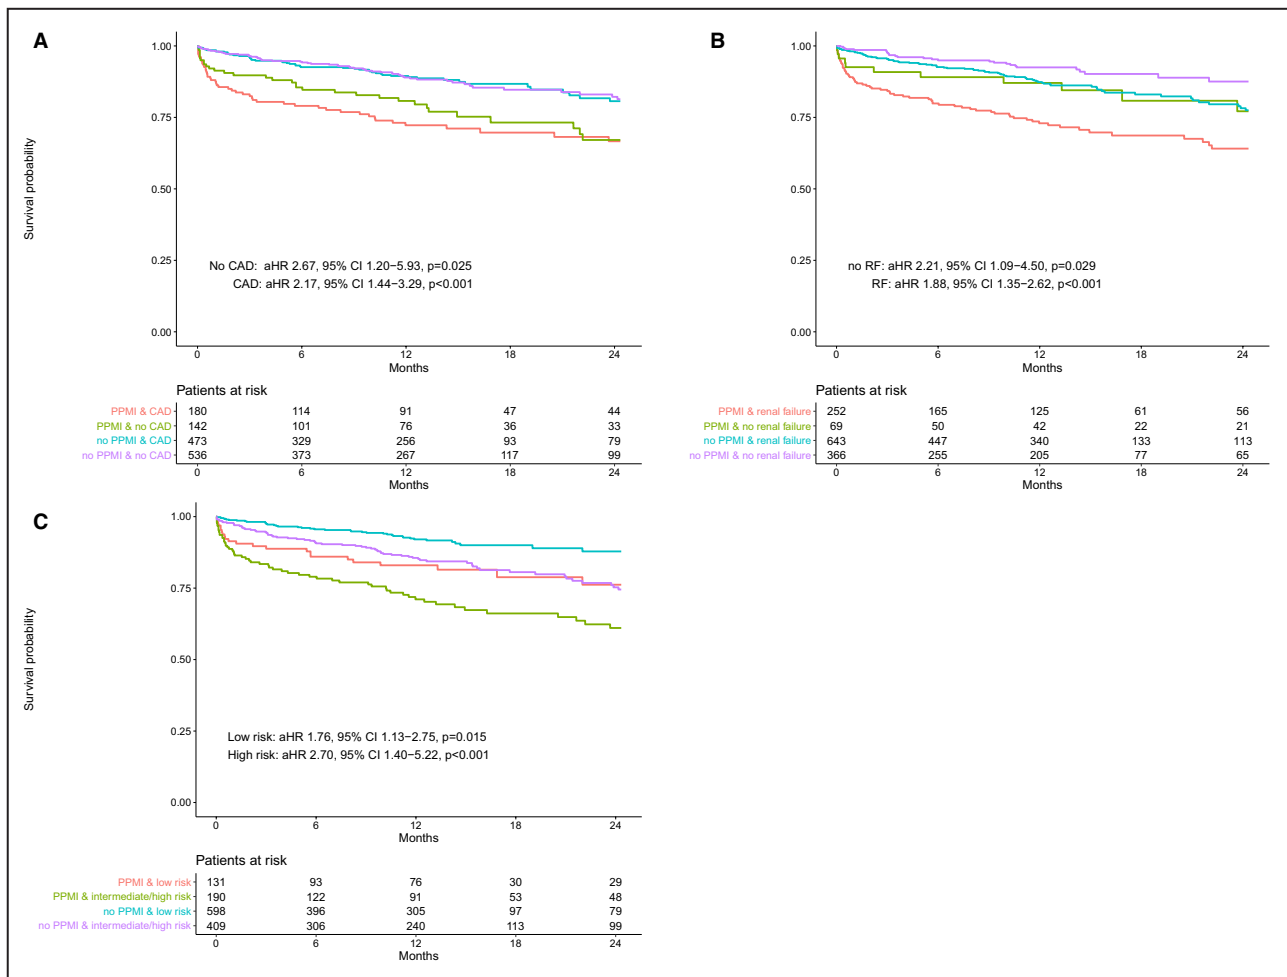 A
Survival probability
1.00
0.75
0.50
0.25
0.00
No CAD: aHR 2.67, 95% CI 1.20−5.93, p=0.025
CAD: aHR 2.17, 95% CI 1.44−3.29, p<0.001
0 6 12 18 24
Months
Patients at risk
PPMI & CAD 180 114 91 47 44
PPMI & no CAD 142 101 76 36 33
no PPMI & CAD 473 329 256 93 79
no PPMI & no CAD 536 373 267 117 99
0 6 12 18 24
Months
B
Survival probability
1.00
0.75
0.50
0.25
0.00
no RF: aHR 2.21, 95% CI 1.09−4.50, p=0.029
RF: aHR 1.88, 95% CI 1.35−2.62, p<0.001
0 6 12 18 24
Months
Patients at risk
PPMI & renal failure 252 165 125 61 56
PPMI & no renal failure 69 50 42 22 21
no PPMI & renal failure 643 447 340 133 113
no PPMI & no renal failure 366 255 205 77 65
0 6 12 18 24
Months
C
Survival probability
1.00
0.75
0.50
0.25
0.00
Low risk: aHR 1.76, 95% CI 1.13−2.75, p=0.015
High risk: aHR 2.70, 95% CI 1.40−5.22, p<0.001
0 6 12 18 24
Months
Patients at risk
PPMI & low risk 131 93 76 30 29
PPMI & intermediate/high risk 190 122 91 53 48
no PPMI & low risk 598 396 305 97 79
no PPMI & intermediate/high risk 409 306 240 113 99
0 6 12 18 24
Months